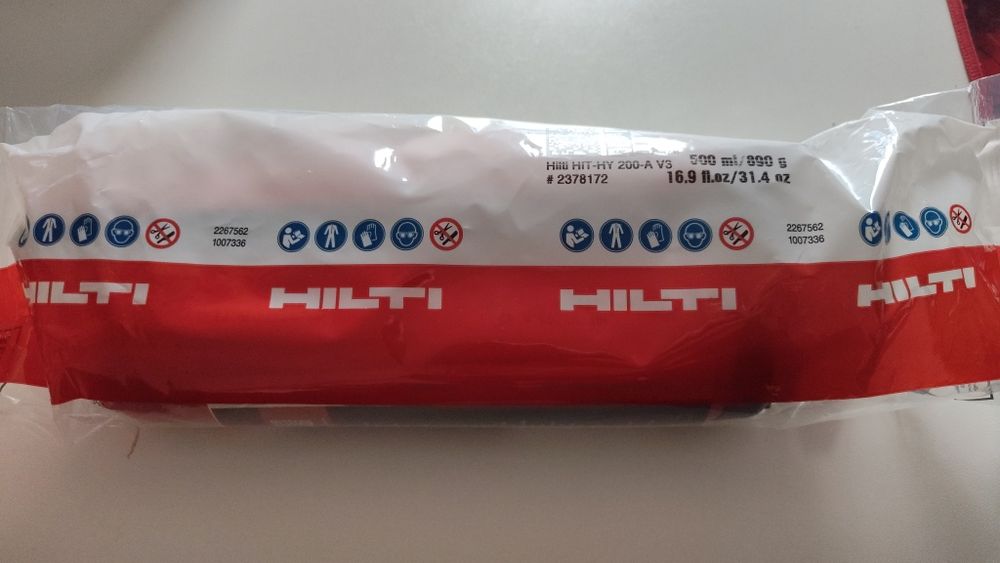 Hilti HIT-HY 200-A V3 500 ml/890 g
# 2378172 16.9 fl.oz/31.4 oz
2267562
1007336
2267562
1007336
HILTI
HILTI
HILTI
HILTI